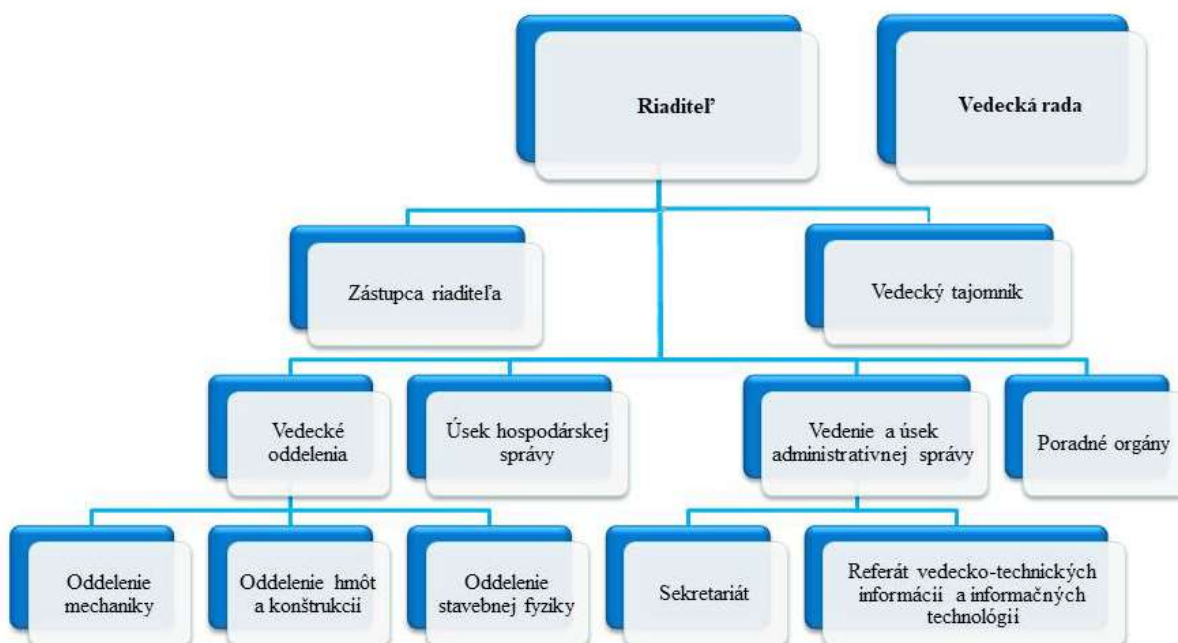 Riaditeľ
Vedecká rada
Zástupca riaditeľa
Vedecký tajomník
Vedecké
oddelenia
Úsek hospodárskej
správy
Vedenie a úsek
administratívnej správy
Poradné orgány
Oddelenie
mechaniky
Oddelenie hmôt
a konštrukcií
Oddelenie
stavebnej fyziky
Sekretariát
Referát vedecko-technických
informácií a informačných
technológií